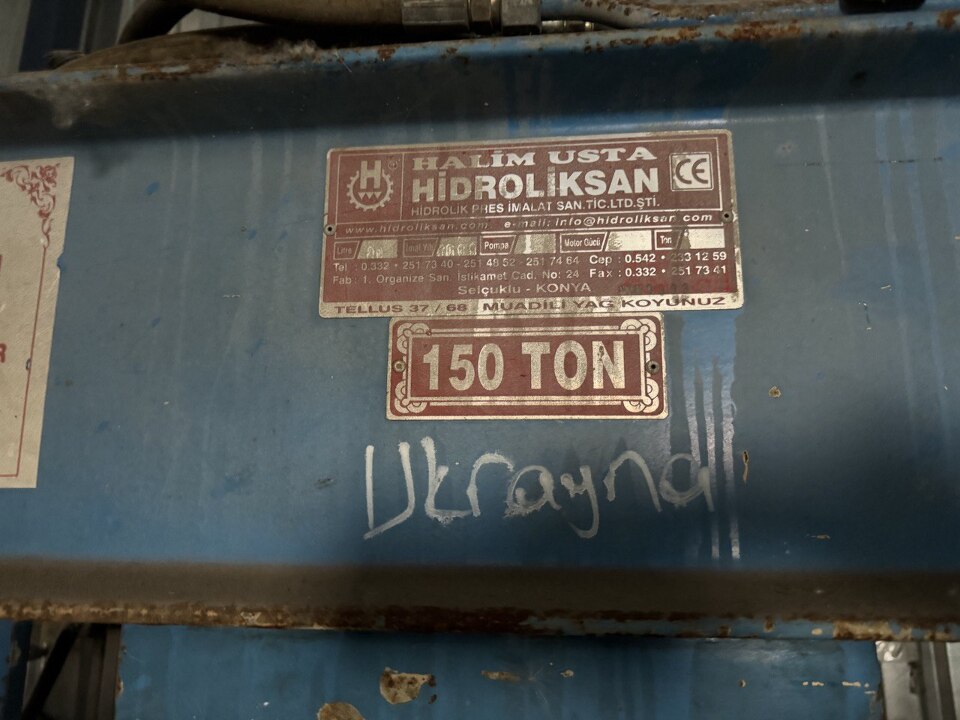 H
HALİM USTA
HİDROLİKSAN
CE
HİDROLİK PRES İMALAT SAN.TİC.LTD.ŞTİ.
www.hidroliksan.com e-mail: info@hidroliksan.com
Litre
Pompa
Motor Gücü
Ton
Tel : 0.332 • 251 73 40 - 251 48 52 - 251 74 64 Cep : 0.542 • 233 12 59
Fab : 1. Organize San. İstikamet Cad. No: 24 Fax : 0.332 • 251 73 41
Selçuklu - KONYA
TELLUS 37 / 68 MUADİLİ YAĞ KOYUNUZ
150 TON
Ukrayna
R